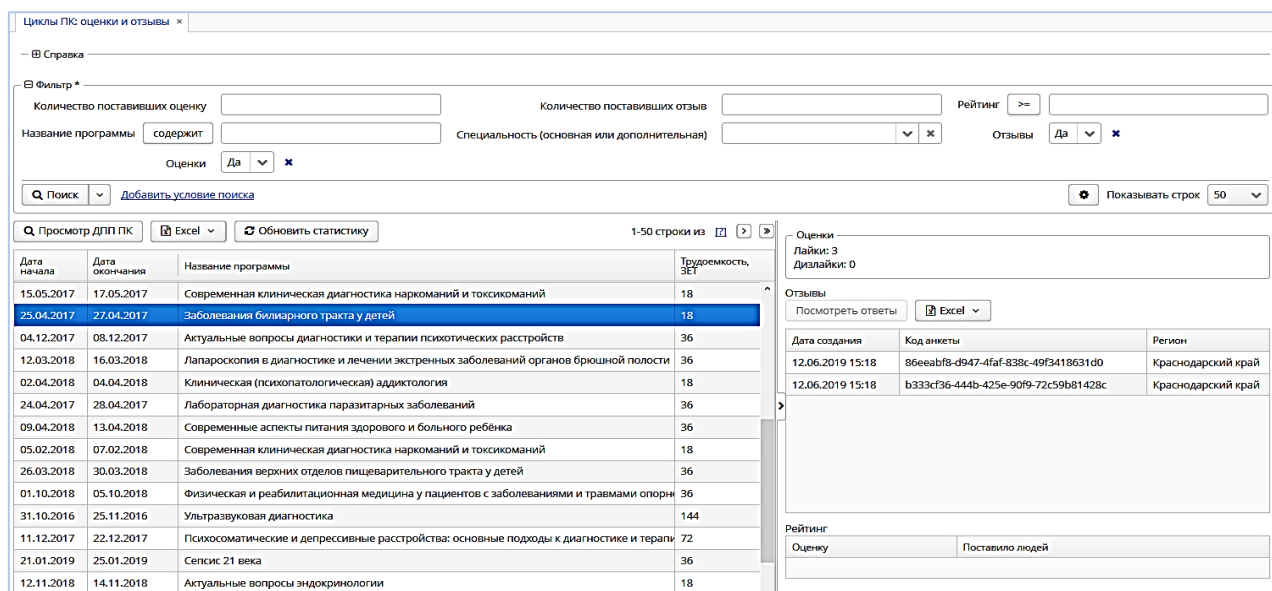 Циклы ПК: оценки и отзывы ×
Справка
Фильтр *
Количество поставивших оценку Количество поставивших отзыв Рейтинг >=
Название программы содержит Специальность (основная или дополнительная) Отзывы Да
Оценки Да
Поиск Добавить условие поиска Показывать строк 50
Просмотр ДПП ПК Excel Обновить статистику 1-50 строки из [?]
Дата начала Дата окончания Название программы Трудоемкость, ЗЕТ
15.05.2017 17.05.2017 Современная клиническая диагностика наркоманий и токсикоманий 18
25.04.2017 27.04.2017 Заболевания билиарного тракта у детей 18
04.12.2017 08.12.2017 Актуальные вопросы диагностики и терапии психотических расстройств 36
12.03.2018 16.03.2018 Лапароскопия в диагностике и лечении экстренных заболеваний органов брюшной полости 36
02.04.2018 04.04.2018 Клиническая (психопатологическая) аддиктология 18
24.04.2017 28.04.2017 Лабораторная диагностика паразитарных заболеваний 36
09.04.2018 13.04.2018 Современные аспекты питания здорового и больного ребёнка 36
05.02.2018 07.02.2018 Современная клиническая диагностика наркоманий и токсикоманий 18
26.03.2018 30.03.2018 Заболевания верхних отделов пищеварительного тракта у детей 36
01.10.2018 05.10.2018 Физическая и реабилитационная медицина у пациентов с заболеваниями и травмами опорн 36
31.10.2016 25.11.2016 Ультразвуковая диагностика 144
11.12.2017 22.12.2017 Психосоматические и депрессивные расстройства: основные подходы к диагностике и терапи 72
21.01.2019 25.01.2019 Сепсис 21 века 36
12.11.2018 14.11.2018 Актуальные вопросы эндокринологии 18
Оценки
Лайки: 3
Дизлайки: 0
Отзывы
Посмотреть ответы Excel
Дата создания Код анкеты Регион
12.06.2019 15:18 86eeabf8-d947-4faf-838c-49f3418631d0 Краснодарский край
12.06.2019 15:18 b333cf36-444b-425e-90f9-72c59b81428c Краснодарский край
Рейтинг
Оценку Поставило людей